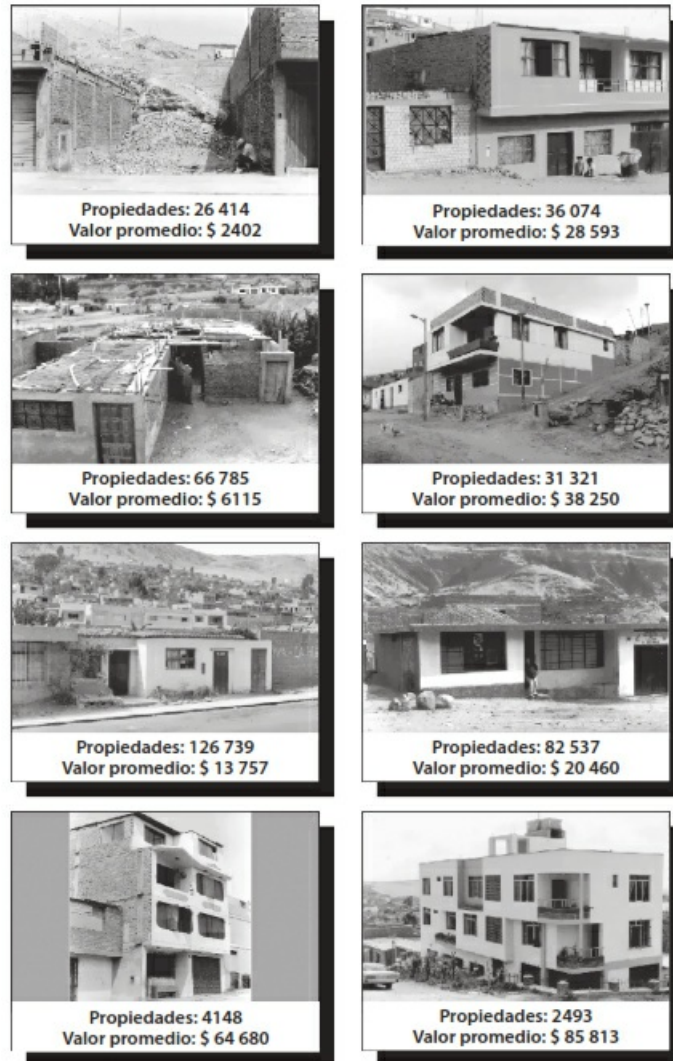 Propiedades: 26 414
Valor promedio: $ 2402
Propiedades: 36 074
Valor promedio: $ 28 593
Propiedades: 66 785
Valor promedio: $ 6115
Propiedades: 31 321
Valor promedio: $ 38 250
Propiedades: 126 739
Valor promedio: $ 13 757
Propiedades: 82 537
Valor promedio: $ 20 460
Propiedades: 4148
Valor promedio: $ 64 680
Propiedades: 2493
Valor promedio: $ 85 813